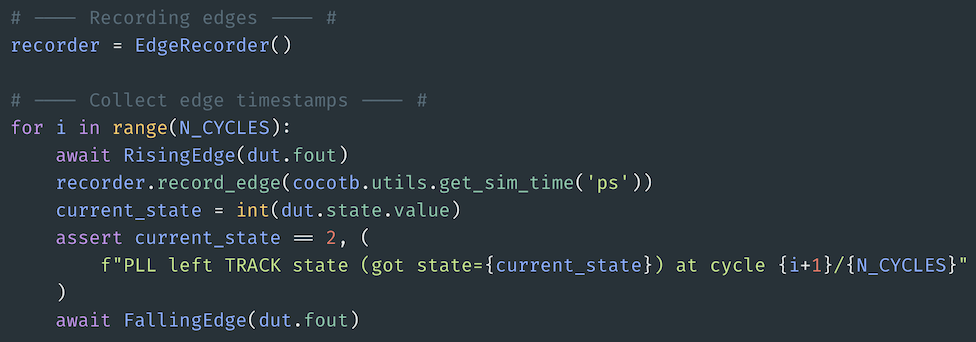 # ---- Recording edges ---- #
recorder = EdgeRecorder()
# ---- Collect edge timestamps ---- #
for i in range(N_CYCLES):
    await RisingEdge(dut.fout)
    recorder.record_edge(cocotb.utils.get_sim_time('ps'))
    current_state = int(dut.state.value)
    assert current_state == 2, (
        f"PLL left TRACK state (got state={current_state}) at cycle {i+1}/{N_CYCLES}"
    )
    await FallingEdge(dut.fout)